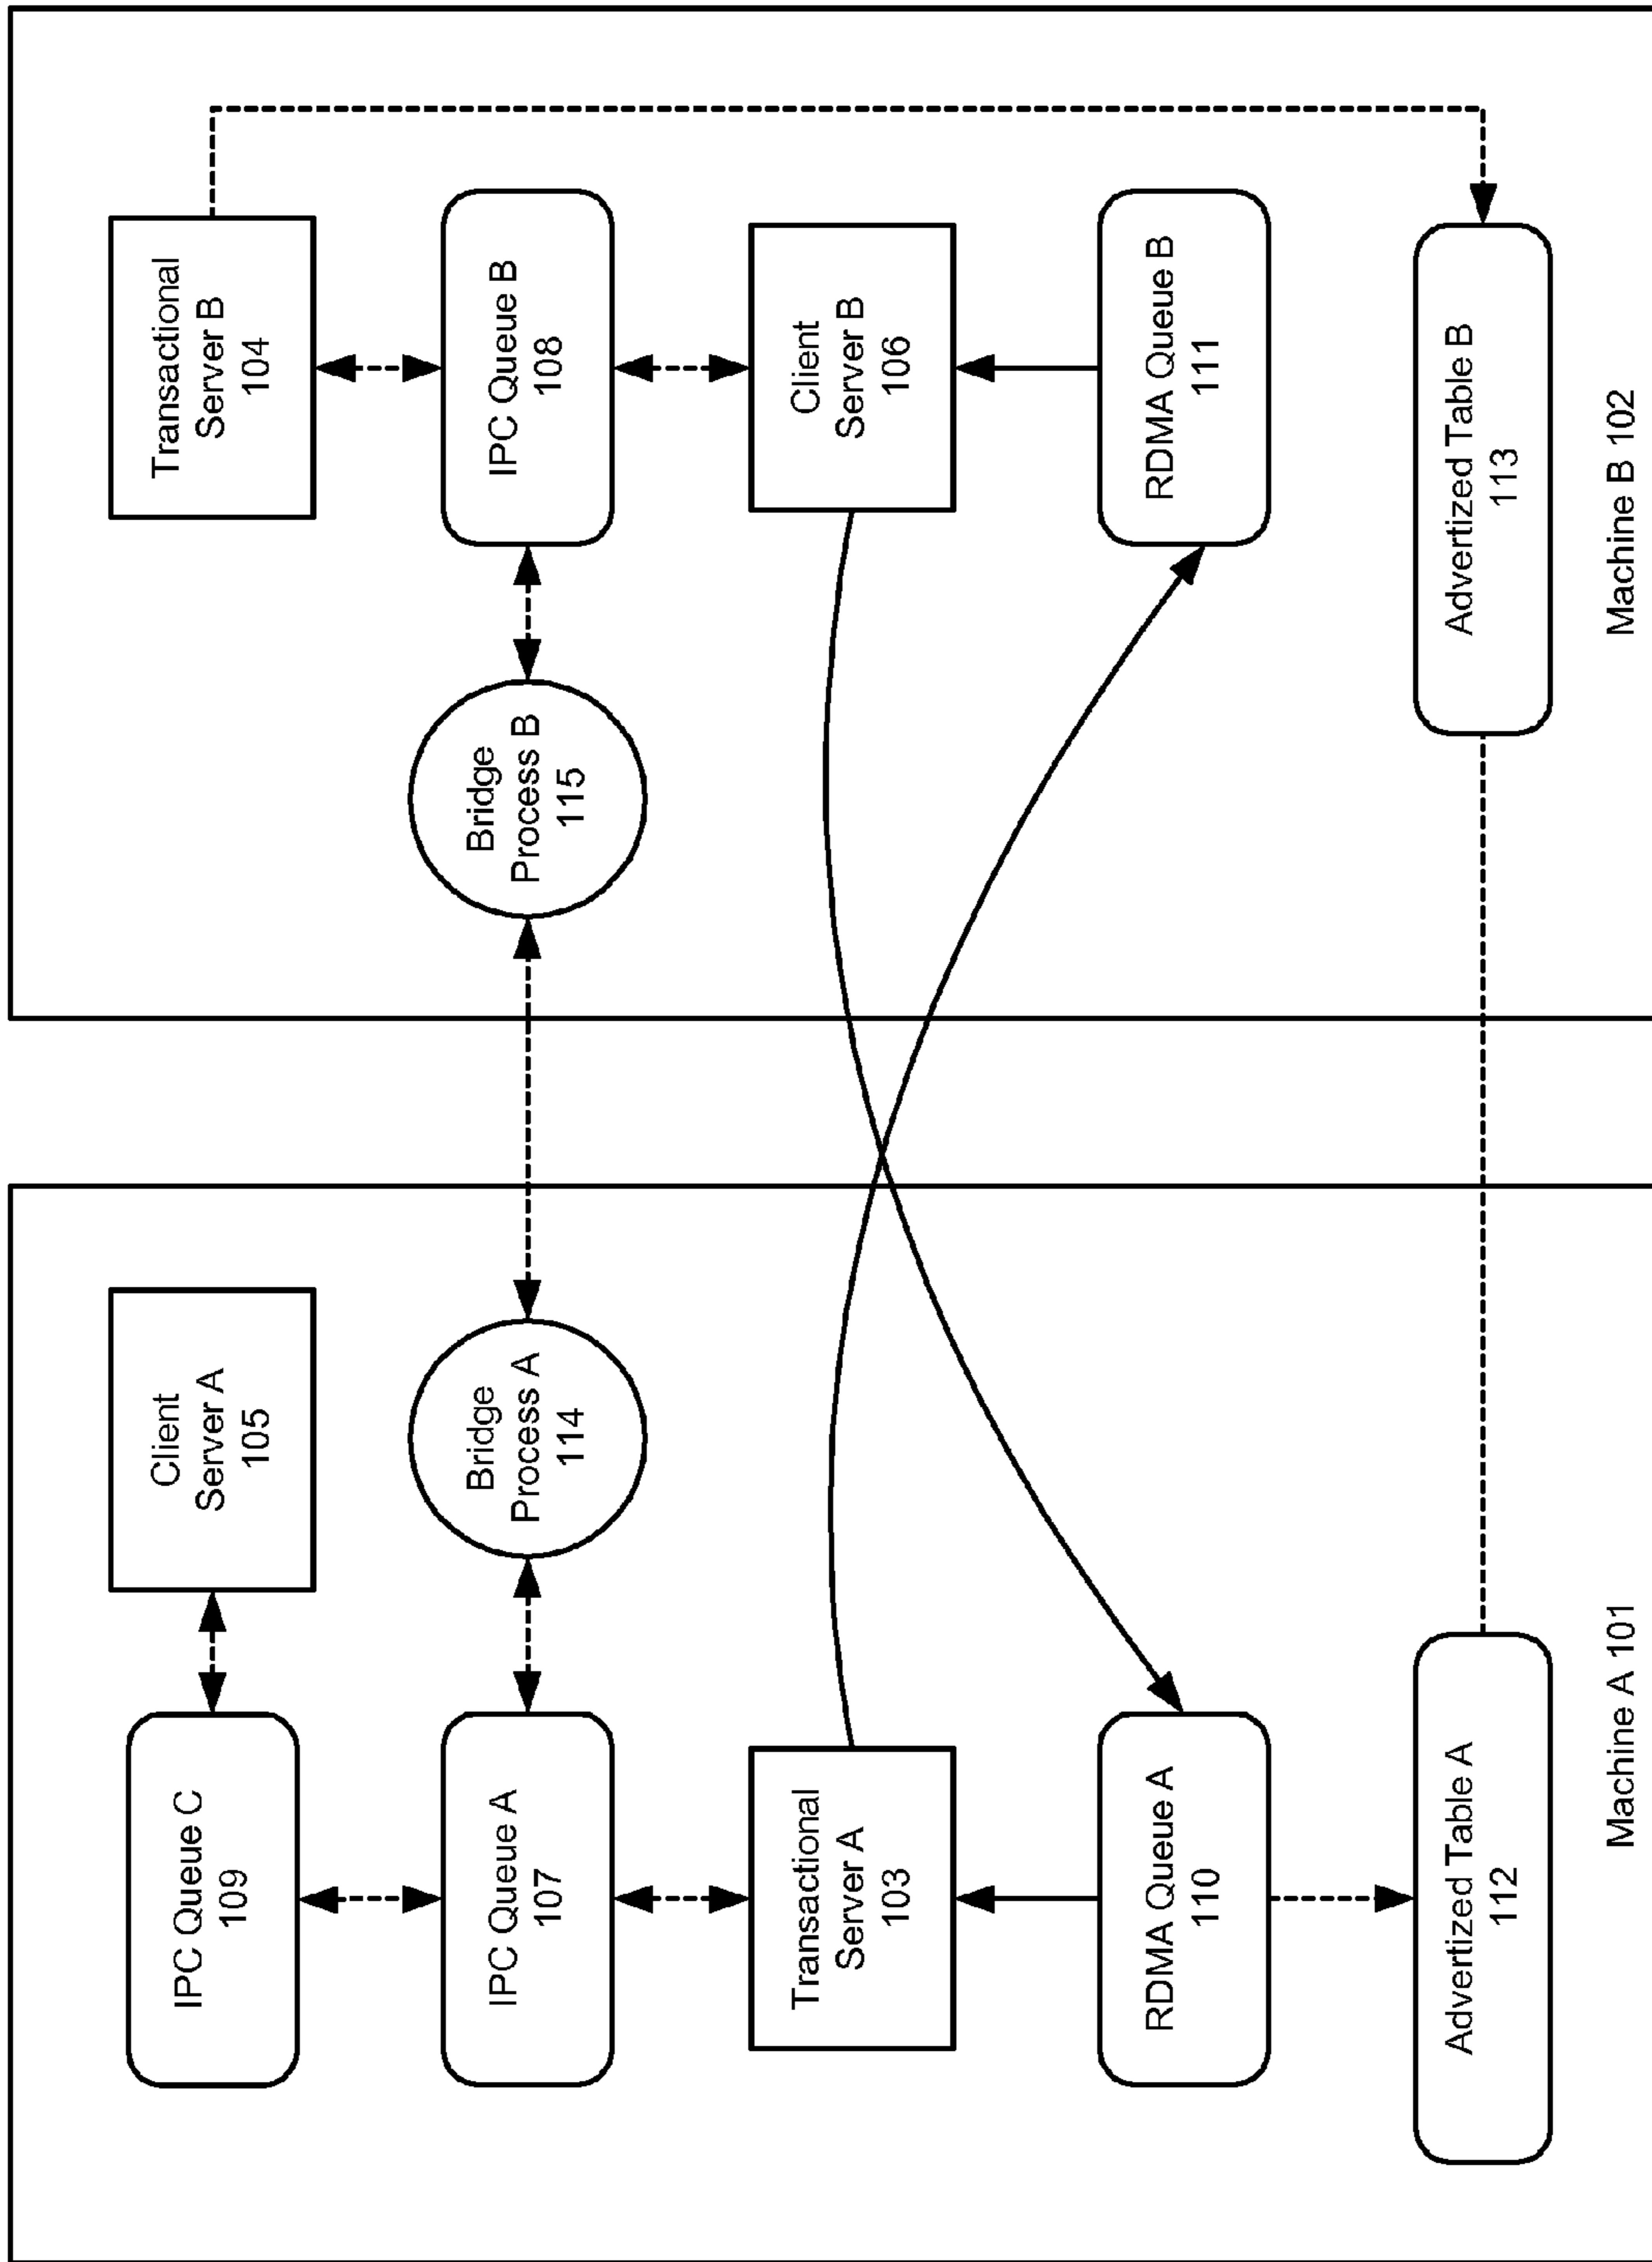 IPC Queue C
109
Client
Server A
105
Transactional
Server B
104
IPC Queue A
107
Bridge
Process A
114
Bridge
Process B
115
IPC Queue B
108
Transactional
Server A
103
Client
Server B
106
RDMA Queue A
110
RDMA Queue B
111
Advertized Table A
112
Advertized Table B
113
Machine A 101
Machine B 102